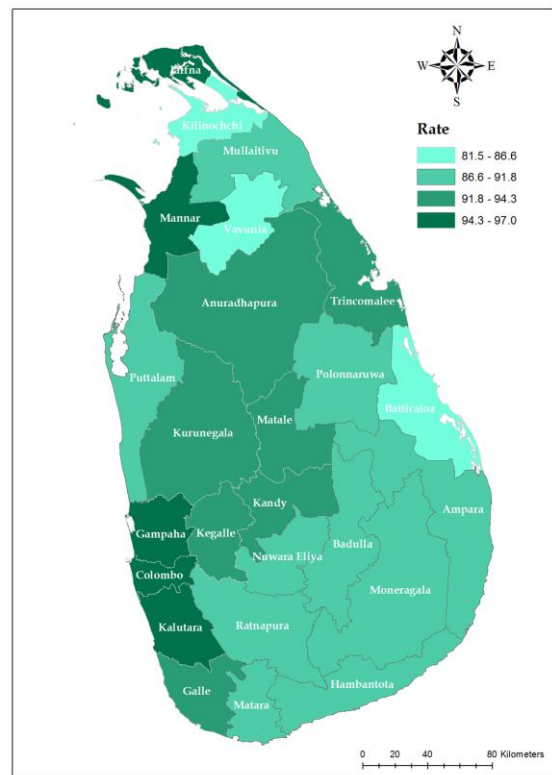 N
W E
S
Rate
81.5 - 86.6
86.6 - 91.8
91.8 - 94.3
94.3 - 97.0
Jaffna
Kilinochchi
Mullaitivu
Mannar
Vavunia
Anuradhapura
Trincomalee
Puttalam
Polonnaruwa
Batticaloa
Kurunegala
Matale
Kandy
Ampara
Gampaha
Kegalle
Nuwara Eliya
Badulla
Colombo
Moneragala
Kalutara
Ratnapura
Galle
Hambantota
Matara
0 20 40 80 Kilometers